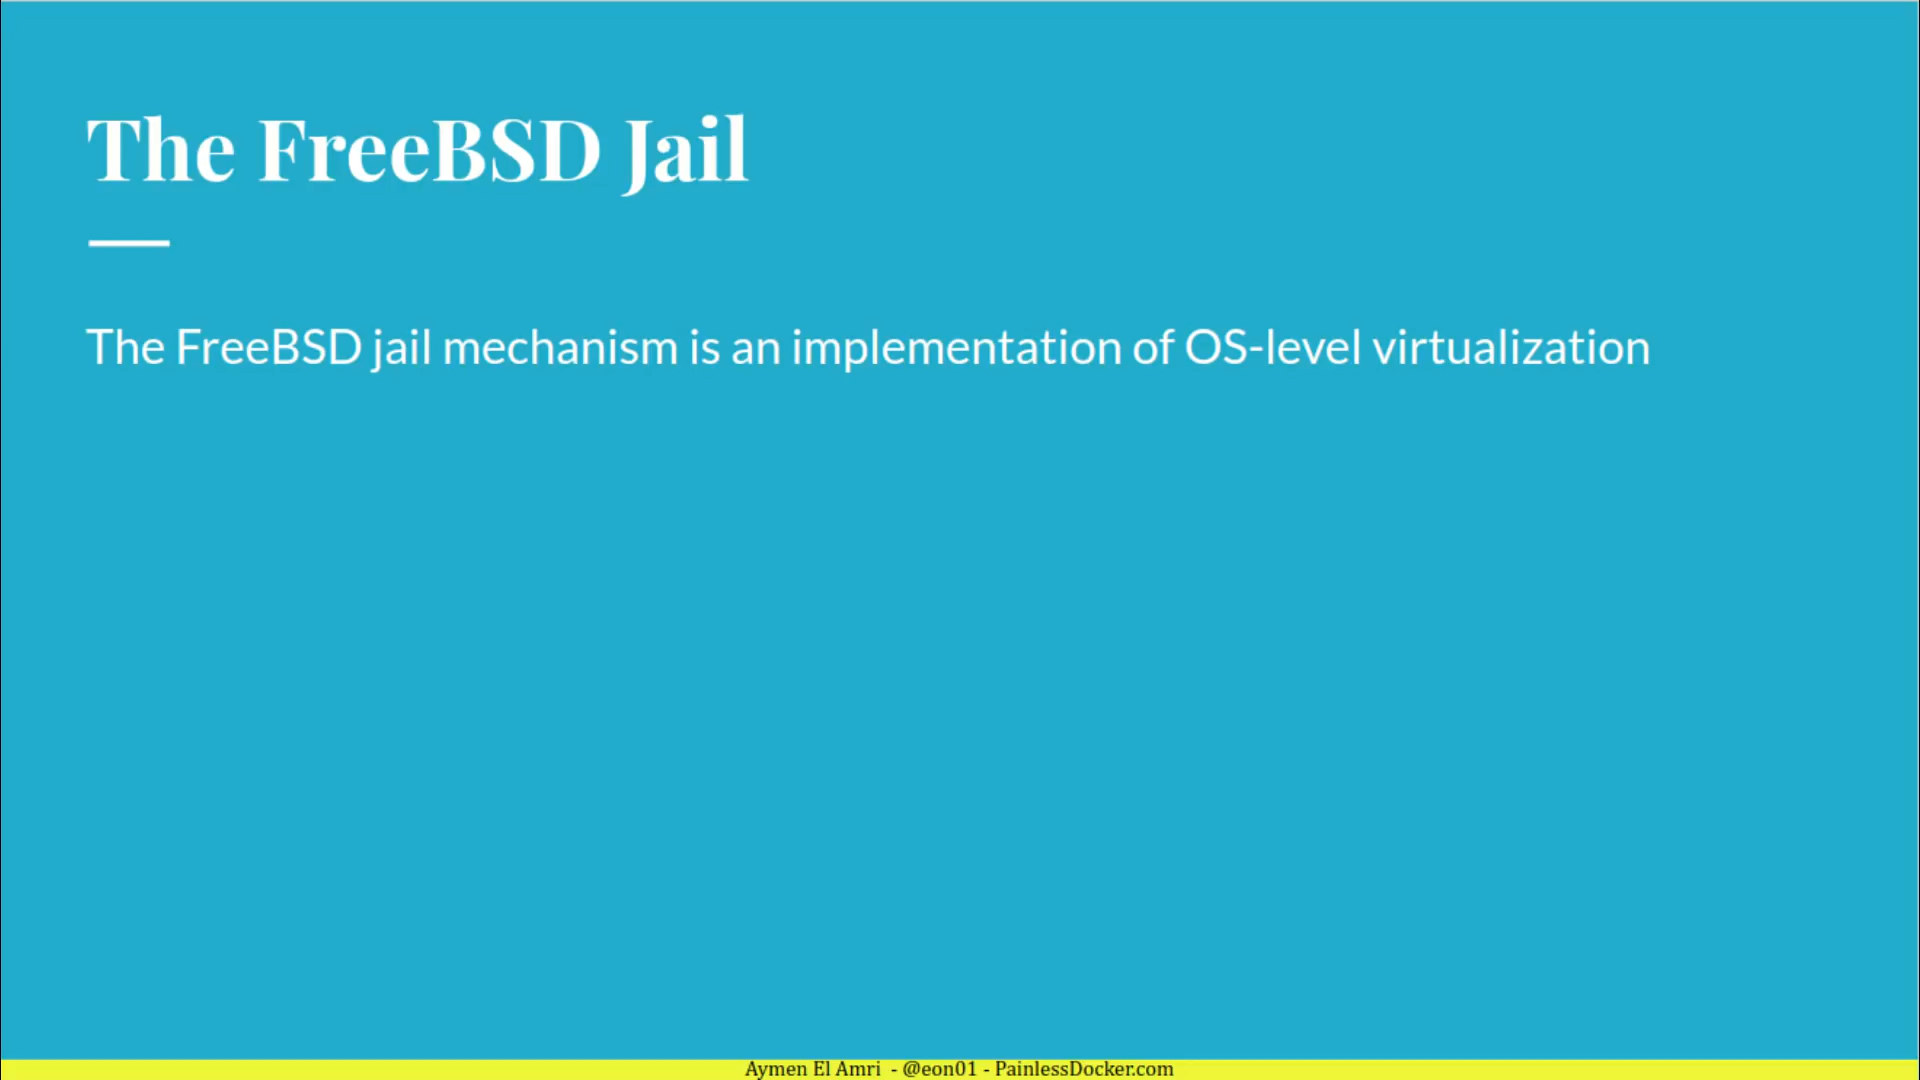 The FreeBSD Jail
The FreeBSD jail mechanism is an implementation of OS-level virtualization
Aymen El Amri - @eon01 - PainlessDocker.com